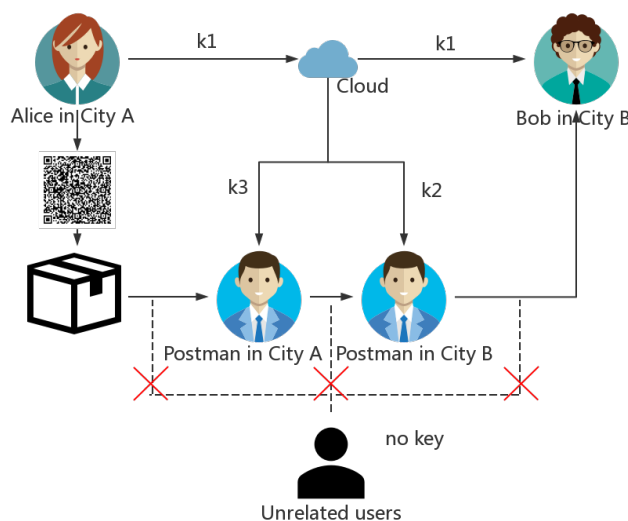 k1
k1
Cloud
Alice in City A
Bob in City B
k3
k2
Postman in City A
Postman in City B
no key
Unrelated users